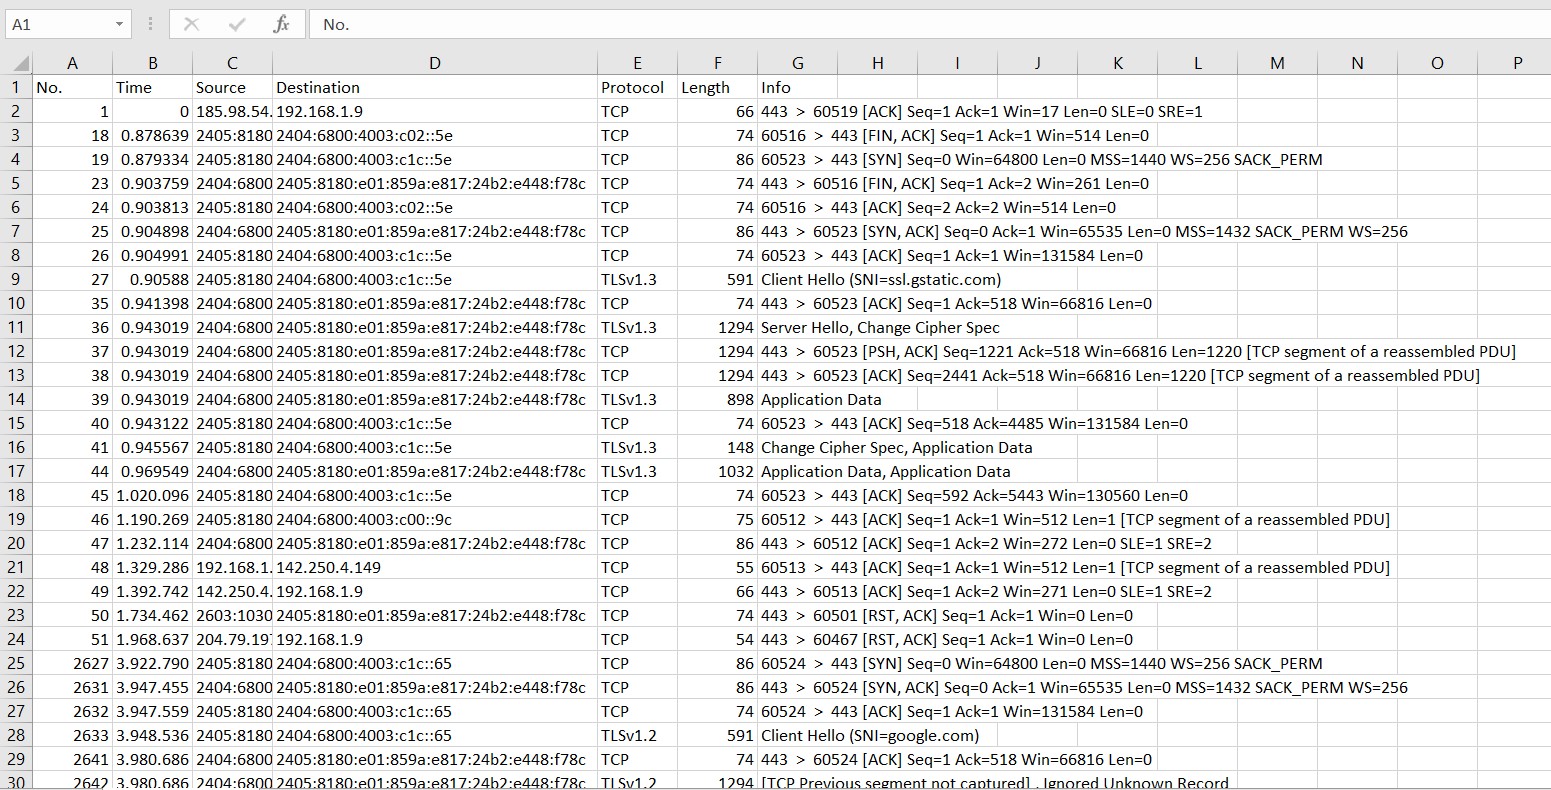 A1 fx No.
A B C D E F G H I J K L M N O P
1 No. Time Source Destination Protocol Length Info
2 1 0 185.98.54. 192.168.1.9 TCP 66 443 > 60519 [ACK] Seq=1 Ack=1 Win=17 Len=0 SLE=0 SRE=1
3 18 0.878639 2405:8180 2404:6800:4003:c02::5e TCP 74 60516 > 443 [FIN, ACK] Seq=1 Ack=1 Win=514 Len=0
4 19 0.879334 2405:8180 2404:6800:4003:c1c::5e TCP 86 60523 > 443 [SYN] Seq=0 Win=64800 Len=0 MSS=1440 WS=256 SACK_PERM
5 23 0.903759 2404:6800 2405:8180:e01:859a:e817:24b2:e448:f78c TCP 74 443 > 60516 [FIN, ACK] Seq=1 Ack=2 Win=261 Len=0
6 24 0.903813 2405:8180 2404:6800:4003:c02::5e TCP 74 60516 > 443 [ACK] Seq=2 Ack=2 Win=514 Len=0
7 25 0.904898 2404:6800 2405:8180:e01:859a:e817:24b2:e448:f78c TCP 86 443 > 60523 [SYN, ACK] Seq=0 Ack=1 Win=65535 Len=0 MSS=1432 SACK_PERM WS=256
8 26 0.904991 2405:8180 2404:6800:4003:c1c::5e TCP 74 60523 > 443 [ACK] Seq=1 Ack=1 Win=131584 Len=0
9 27 0.90588 2405:8180 2404:6800:4003:c1c::5e TLSv1.3 591 Client Hello (SNI=ssl.gstatic.com)
10 35 0.941398 2404:6800 2405:8180:e01:859a:e817:24b2:e448:f78c TCP 74 443 > 60523 [ACK] Seq=1 Ack=518 Win=66816 Len=0
11 36 0.943019 2404:6800 2405:8180:e01:859a:e817:24b2:e448:f78c TLSv1.3 1294 Server Hello, Change Cipher Spec
12 37 0.943019 2404:6800 2405:8180:e01:859a:e817:24b2:e448:f78c TCP 1294 443 > 60523 [PSH, ACK] Seq=1221 Ack=518 Win=66816 Len=1220 [TCP segment of a reassembled PDU]
13 38 0.943019 2404:6800 2405:8180:e01:859a:e817:24b2:e448:f78c TCP 1294 443 > 60523 [ACK] Seq=2441 Ack=518 Win=66816 Len=1220 [TCP segment of a reassembled PDU]
14 39 0.943019 2404:6800 2405:8180:e01:859a:e817:24b2:e448:f78c TLSv1.3 898 Application Data
15 40 0.943122 2405:8180 2404:6800:4003:c1c::5e TCP 74 60523 > 443 [ACK] Seq=518 Ack=4485 Win=131584 Len=0
16 41 0.945567 2405:8180 2404:6800:4003:c1c::5e TLSv1.3 148 Change Cipher Spec, Application Data
17 44 0.969549 2404:6800 2405:8180:e01:859a:e817:24b2:e448:f78c TLSv1.3 1032 Application Data, Application Data
18 45 1.020.096 2405:8180 2404:6800:4003:c1c::5e TCP 74 60523 > 443 [ACK] Seq=592 Ack=5443 Win=130560 Len=0
19 46 1.190.269 2405:8180 2404:6800:4003:c00::9c TCP 75 60512 > 443 [ACK] Seq=1 Ack=1 Win=512 Len=1 [TCP segment of a reassembled PDU]
20 47 1.232.114 2404:6800 2405:8180:e01:859a:e817:24b2:e448:f78c TCP 86 443 > 60512 [ACK] Seq=1 Ack=2 Win=272 Len=0 SLE=1 SRE=2
21 48 1.329.286 192.168.1. 142.250.4.149 TCP 55 60513 > 443 [ACK] Seq=1 Ack=1 Win=512 Len=1 [TCP segment of a reassembled PDU]
22 49 1.392.742 142.250.4. 192.168.1.9 TCP 66 443 > 60513 [ACK] Seq=1 Ack=2 Win=271 Len=0 SLE=1 SRE=2
23 50 1.734.462 2603:1030 2405:8180:e01:859a:e817:24b2:e448:f78c TCP 74 443 > 60501 [RST, ACK] Seq=1 Ack=1 Win=0 Len=0
24 51 1.968.637 204.79.197 192.168.1.9 TCP 54 443 > 60467 [RST, ACK] Seq=1 Ack=1 Win=0 Len=0
25 2627 3.922.790 2405:8180 2404:6800:4003:c1c::65 TCP 86 60524 > 443 [SYN] Seq=0 Win=64800 Len=0 MSS=1440 WS=256 SACK_PERM
26 2631 3.947.455 2404:6800 2405:8180:e01:859a:e817:24b2:e448:f78c TCP 86 443 > 60524 [SYN, ACK] Seq=0 Ack=1 Win=65535 Len=0 MSS=1432 SACK_PERM WS=256
27 2632 3.947.559 2405:8180 2404:6800:4003:c1c::65 TCP 74 60524 > 443 [ACK] Seq=1 Ack=1 Win=131584 Len=0
28 2633 3.948.536 2405:8180 2404:6800:4003:c1c::65 TLSv1.2 591 Client Hello (SNI=google.com)
29 2641 3.980.686 2404:6800 2405:8180:e01:859a:e817:24b2:e448:f78c TCP 74 443 > 60524 [ACK] Seq=1 Ack=518 Win=66816 Len=0
30 2642 3.980.686 2404:6800 2405:8180:e01:859a:e817:24b2:e448:f78c TLSv1.2 1294 [TCP Previous segment not captured] , Ignored Unknown Record